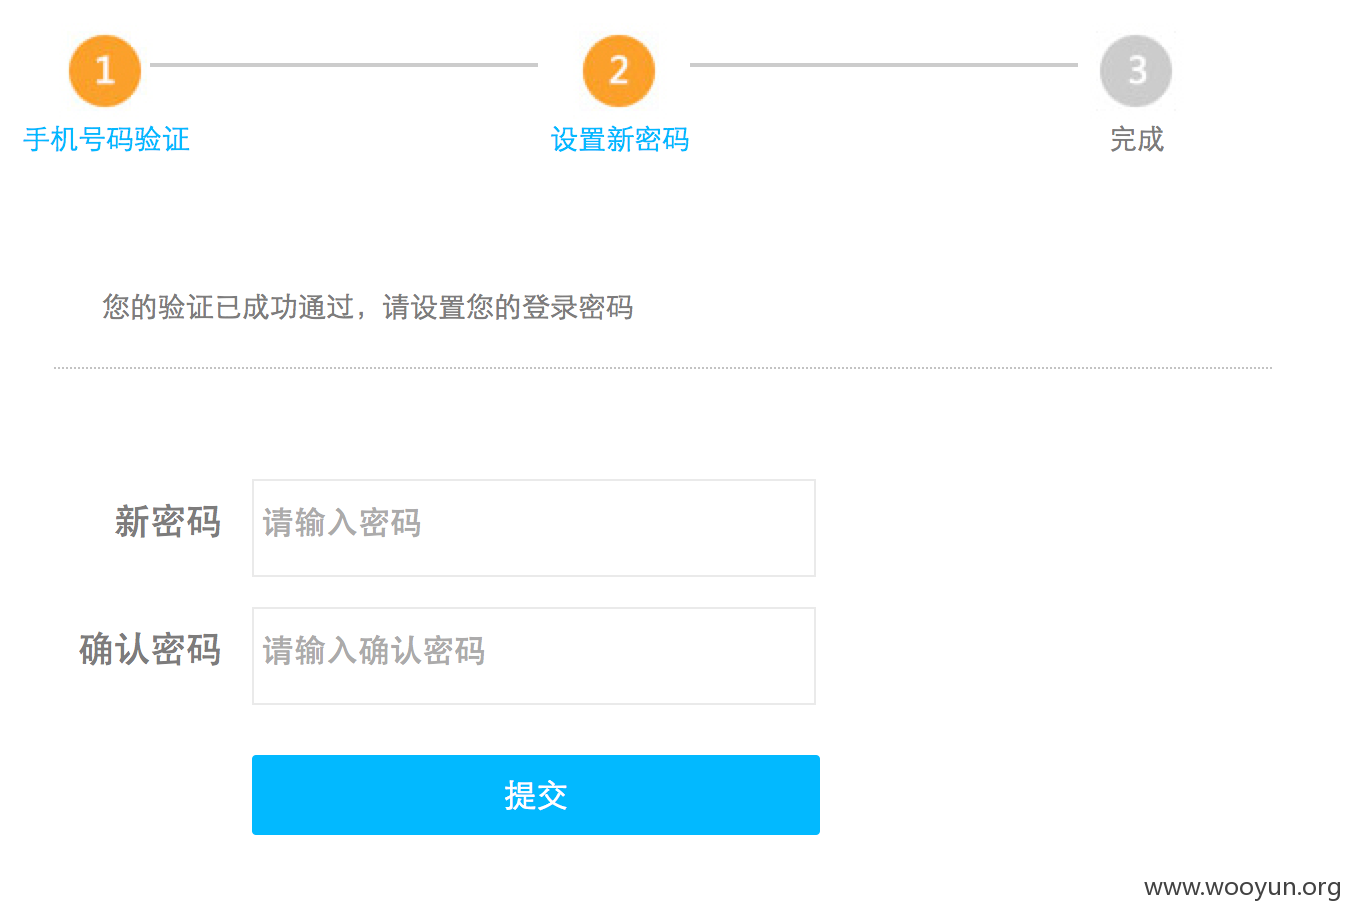 1 2 3
手机号码验证 设置新密码 完成
您的验证已成功通过，请设置您的登录密码
新密码 请输入密码
确认密码 请输入确认密码
提交
www.wooyun.org